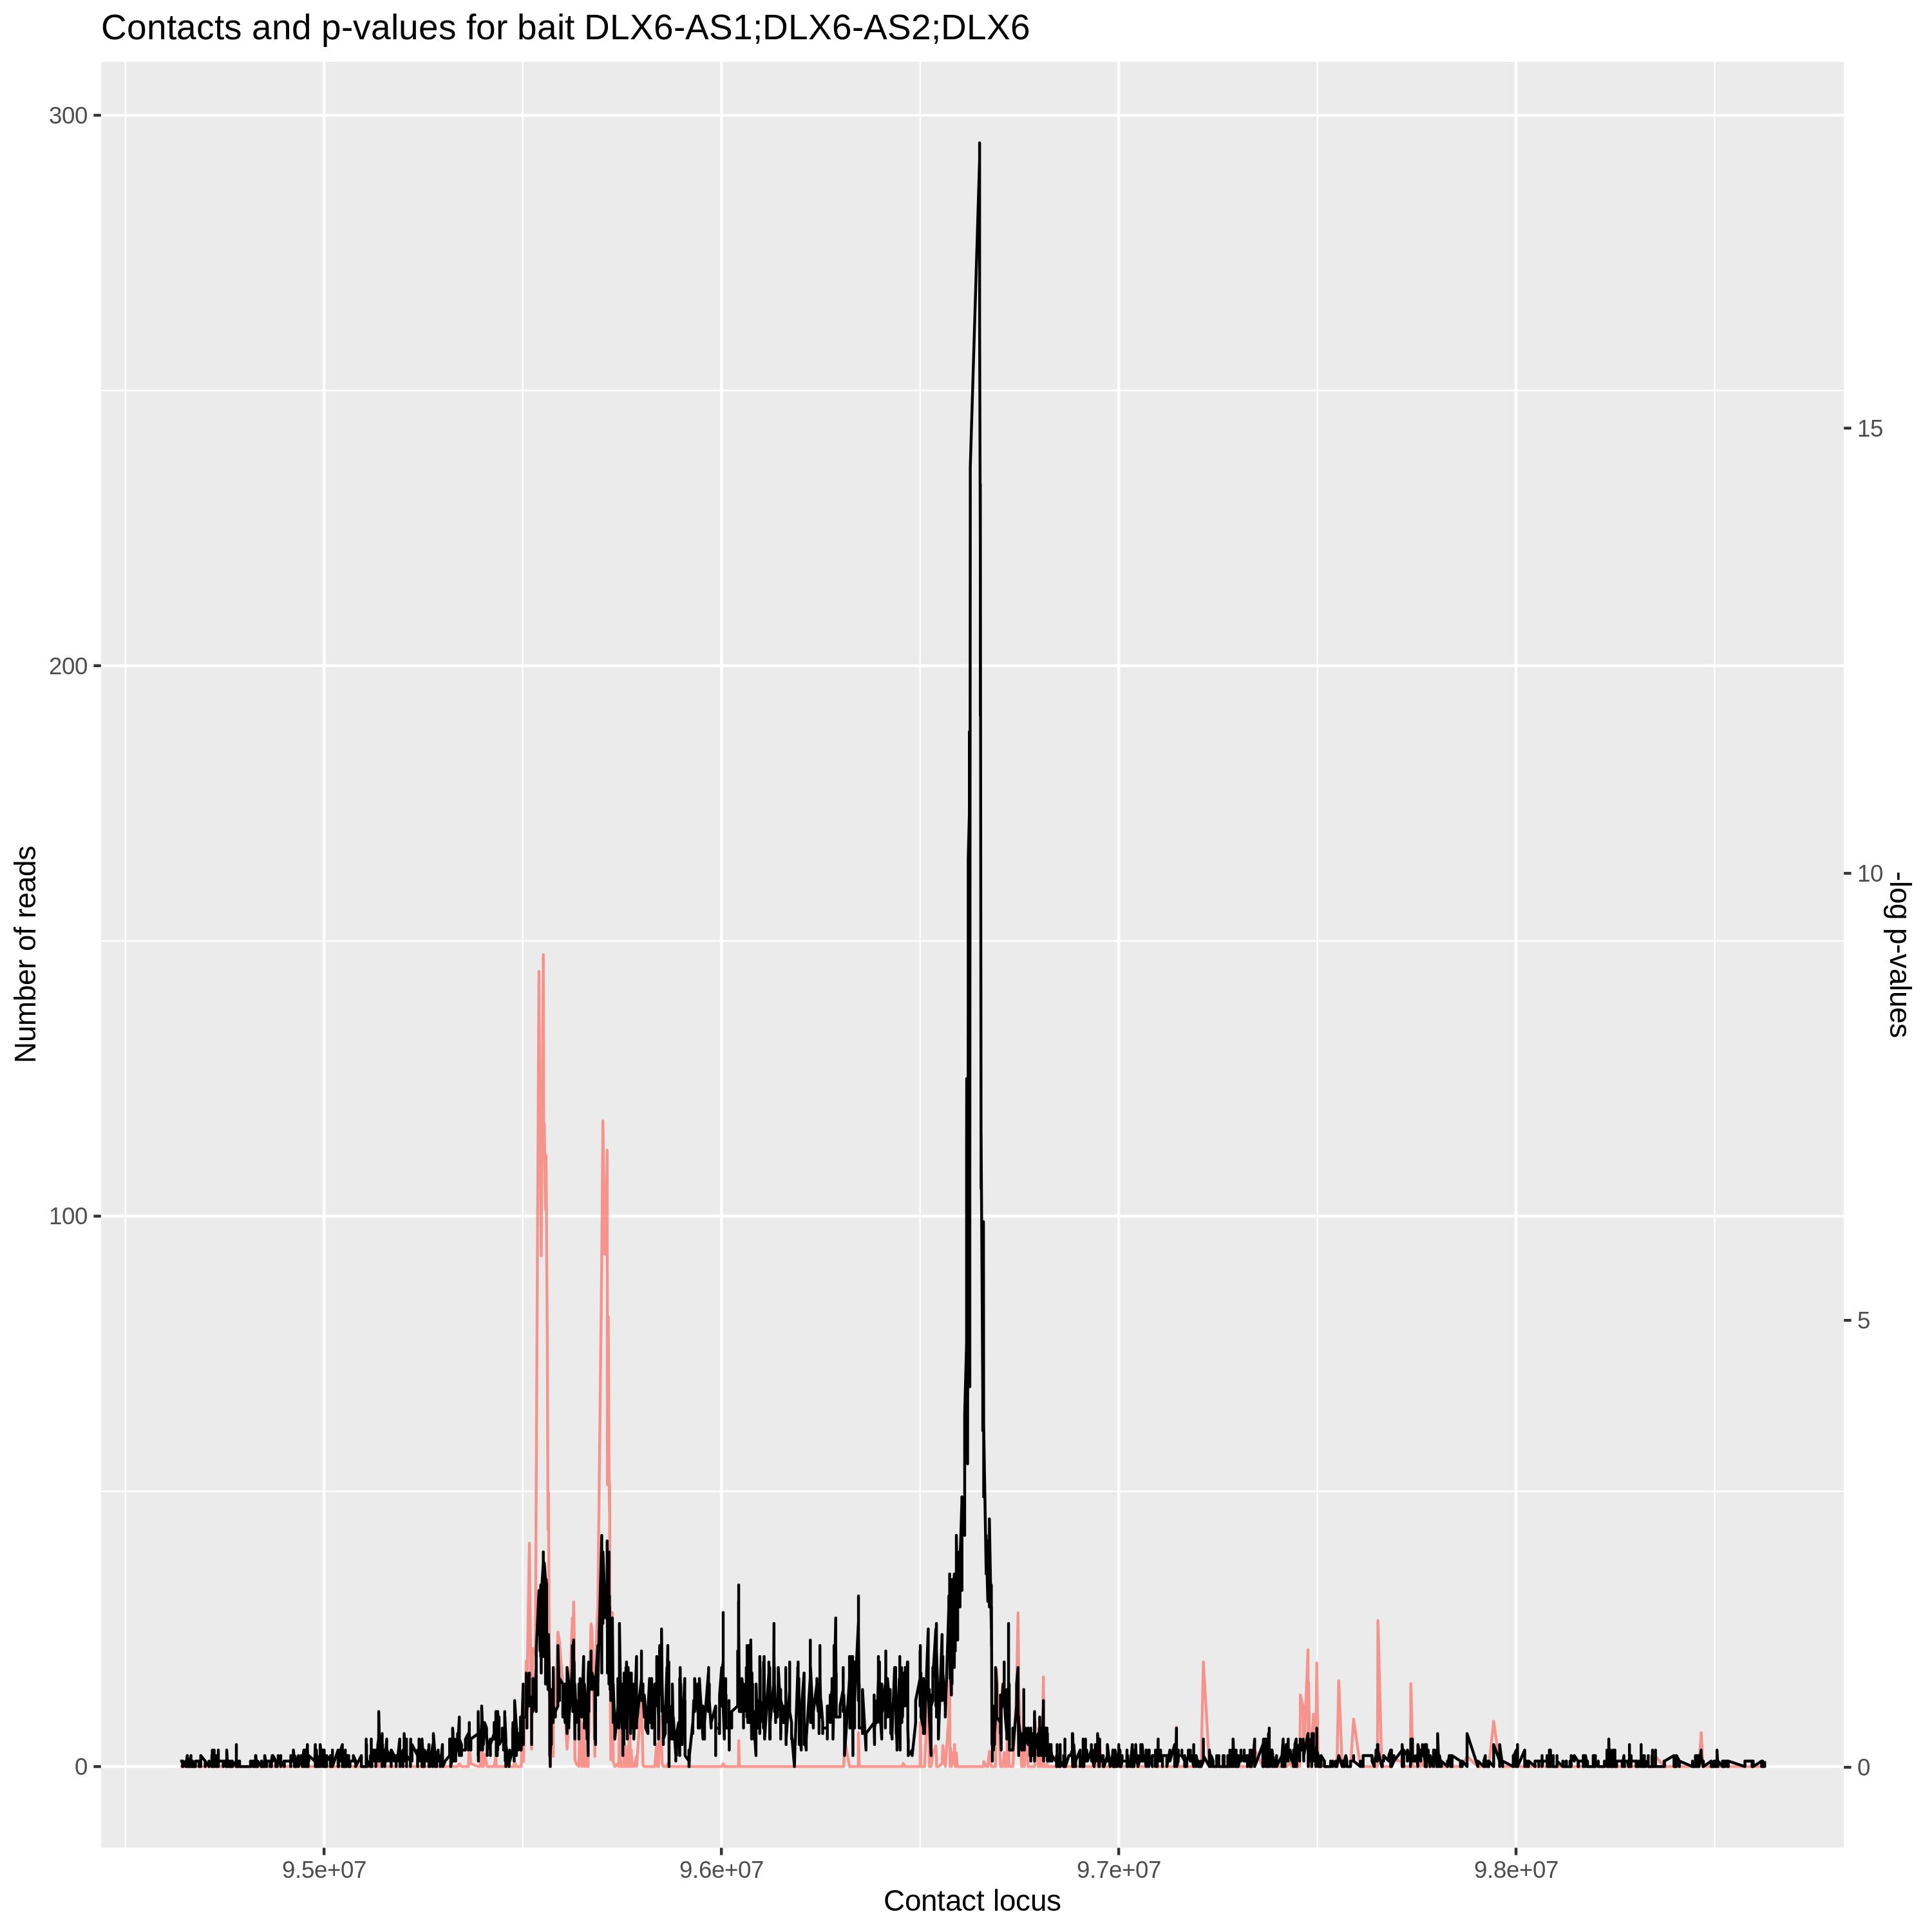 Contacts and p-values for bait DLX6-AS1;DLX6-AS2;DLX6
300
200
100
0
Number of reads
15
10
5
0
-log p-values
9.5e+07 9.6e+07 9.7e+07 9.8e+07
Contact locus